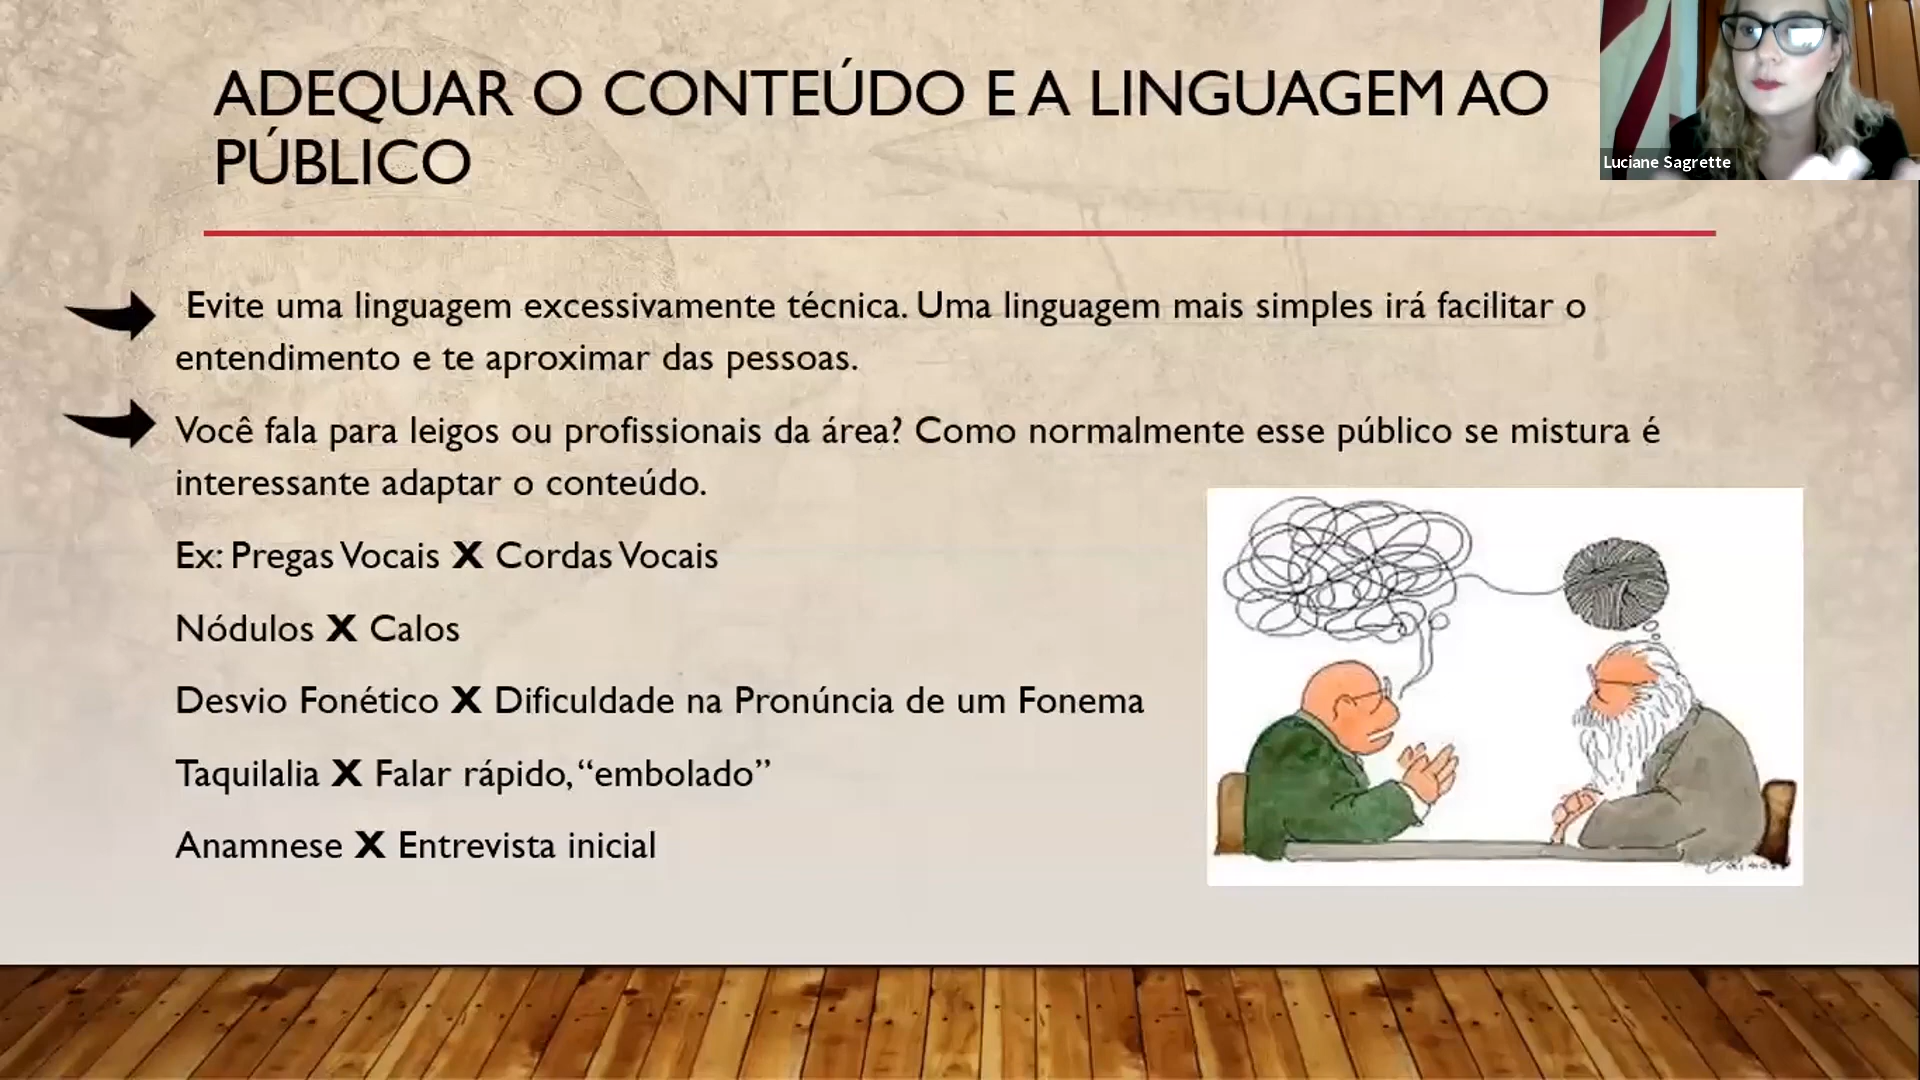 ADEQUAR O CONTEÚDO E A LINGUAGEM AO
PÚBLICO
Luciane Sagrette
Evite uma linguagem excessivamente técnica. Uma linguagem mais simples irá facilitar o
entendimento e te aproximar das pessoas.
Você fala para leigos ou profissionais da área? Como normalmente esse público se mistura é
interessante adaptar o conteúdo.
Ex: Pregas Vocais X Cordas Vocais
Nódulos X Calos
Desvio Fonético X Dificuldade na Pronúncia de um Fonema
Taquilalia X Falar rápido, “embolado”
Anamnese X Entrevista inicial